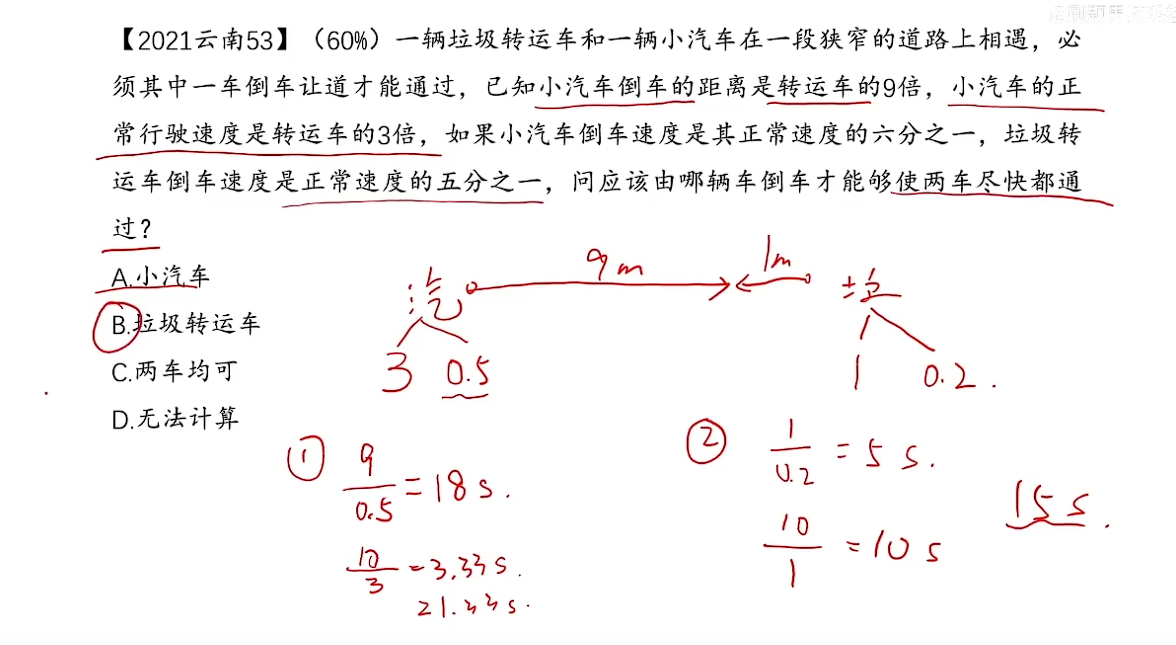 【2021云南53】（60%）一辆垃圾转运车和一辆小汽车在一段狭窄的道路上相遇，必
须其中一车倒车让道才能通过，已知小汽车倒车的距离是转运车的9倍，小汽车的正
常行驶速度是转运车的3倍，如果小汽车倒车速度是其正常速度的六分之一，垃圾转
运车倒车速度是正常速度的五分之一，问应该由哪辆车倒车才能够使两车尽快都通
过？
A.小汽车
B.垃圾转运车
C.两车均可
D.无法计算
汽 9m 1m 垃
3 0.5 1 0.2.
① 9/0.5=18s.
10/3=3.33s.
21.33s.
② 1/0.2=5s.
10/1=10s
15s.